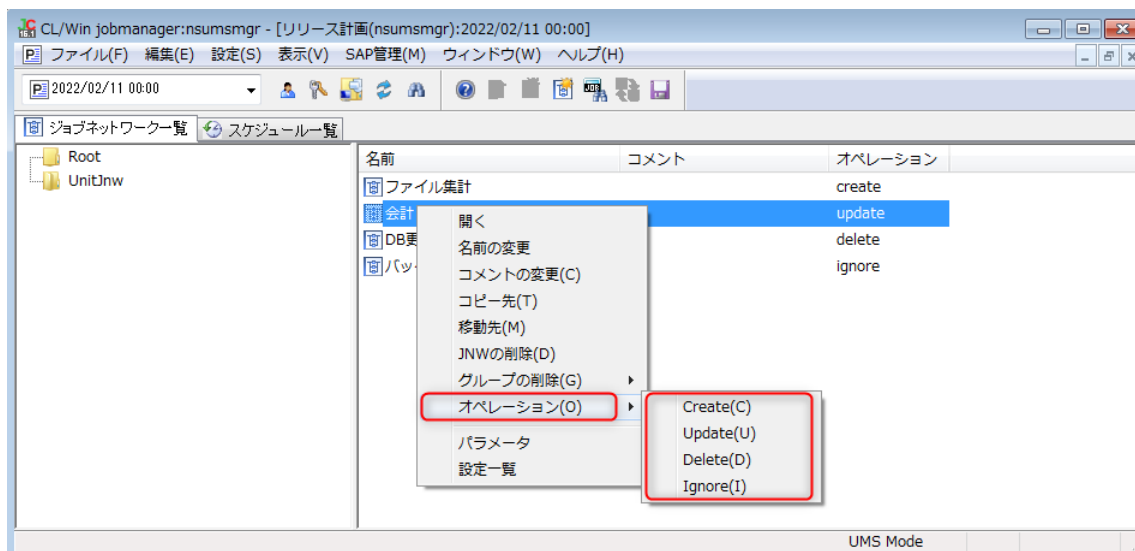 CL/Win jobmanager:nsumsmgr - [リリース計画(nsumsmgr):2022/02/11 00:00]
ファイル(F) 編集(E) 設定(S) 表示(V) SAP管理(M) ウィンドウ(W) ヘルプ(H)
2022/02/11 00:00
ジョブネットワーク一覧 スケジュール一覧
Root
UnitJnw
名前 コメント オペレーション
ファイル集計 create
会計 update
DB更 delete
バッ ignore
開く
名前の変更
コメントの変更(C)
コピー先(T)
移動先(M)
JNWの削除(D)
グループの削除(G)
オペレーション(O)
パラメータ
設定一覧
Create(C)
Update(U)
Delete(D)
Ignore(I)
UMS Mode